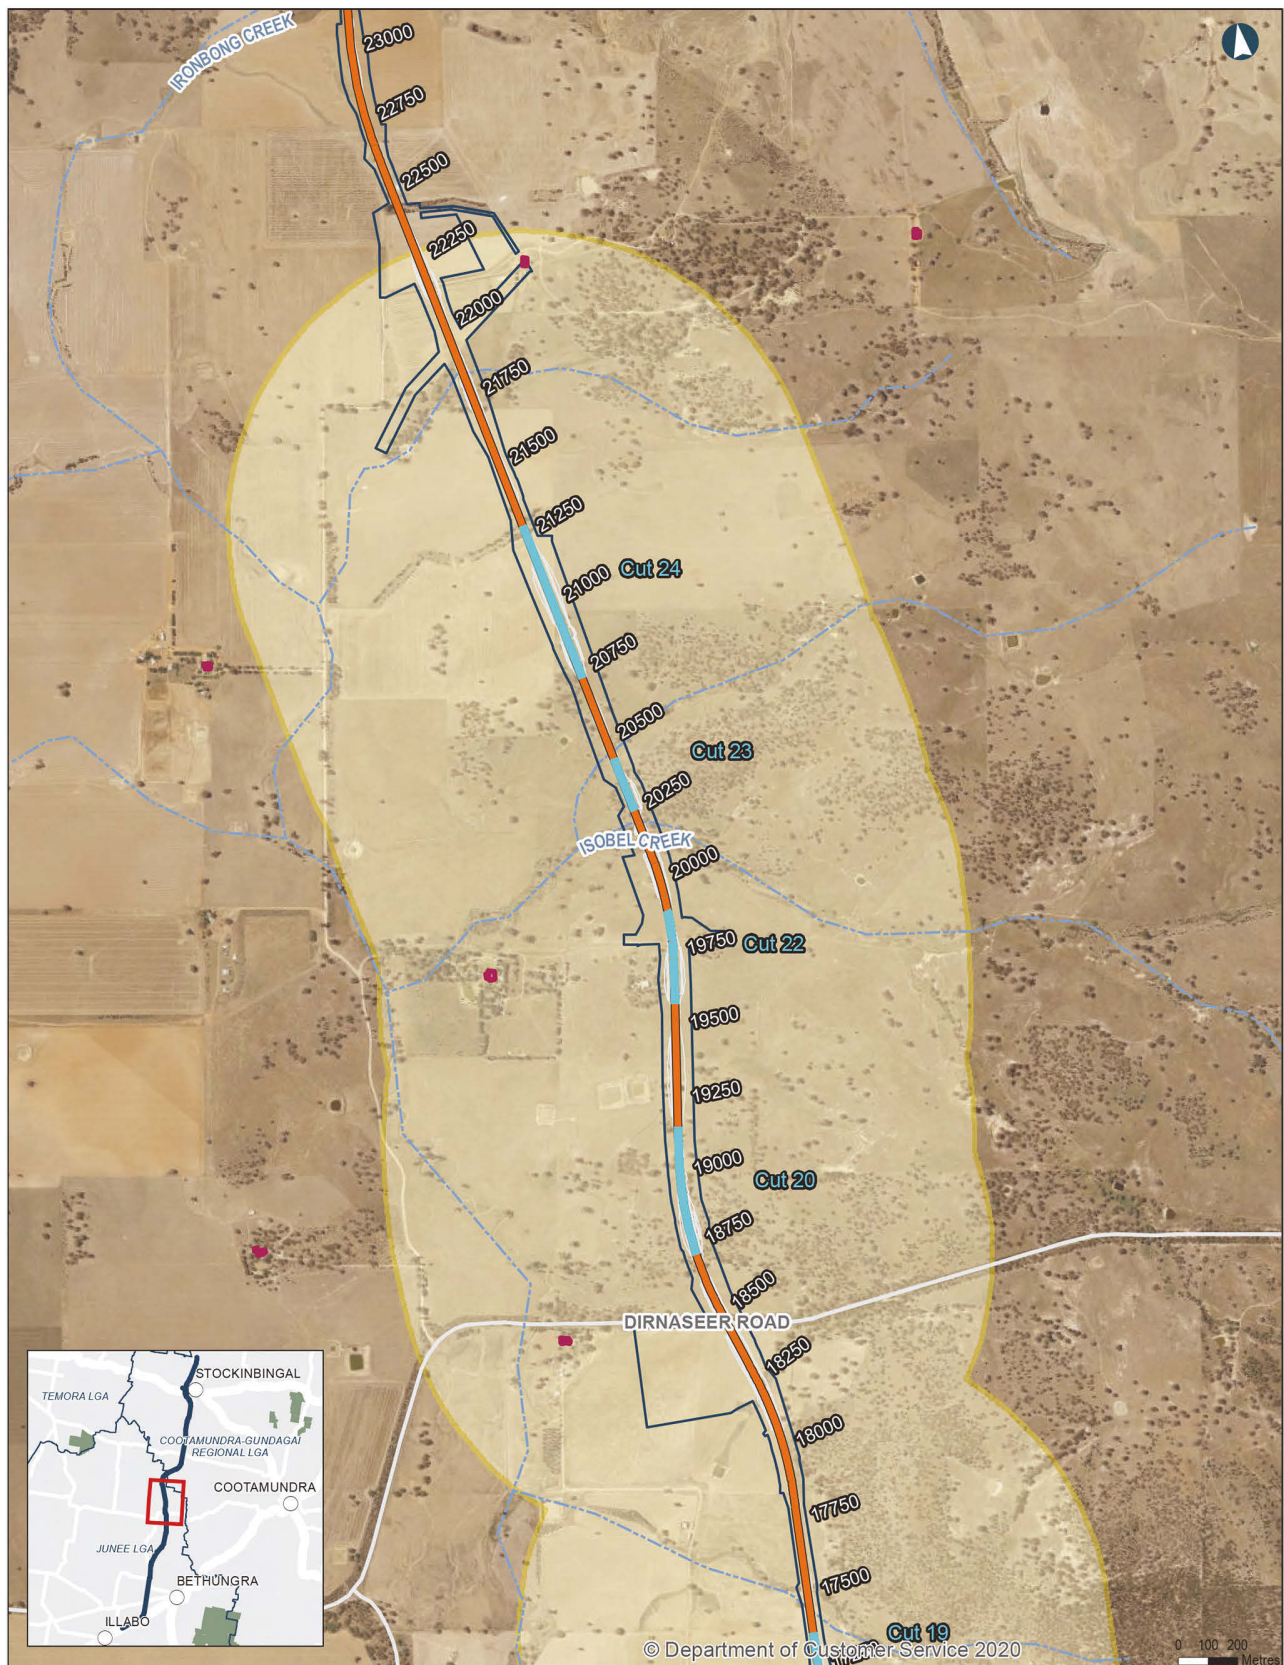 IRONBONG CREEK
23000
22750
22500
22250
22000
21750
21500
21250
21000
Cut 24
20750
20500
Cut 23
20250
ISOBEL CREEK
20000
19750
Cut 22
19500
19250
19000
Cut 20
18750
18500
DIRNASEER ROAD
18250
18000
17750
17500
Cut 19
© Department of Customer Service 2020
0 100 200
Metres
STOCKINBINGAL
TEMORA LGA
COOTAMUNDRA-GUNDAGAI
REGIONAL LGA
COOTAMUNDRA
JUNEE LGA
BETHUNGRA
ILLABO